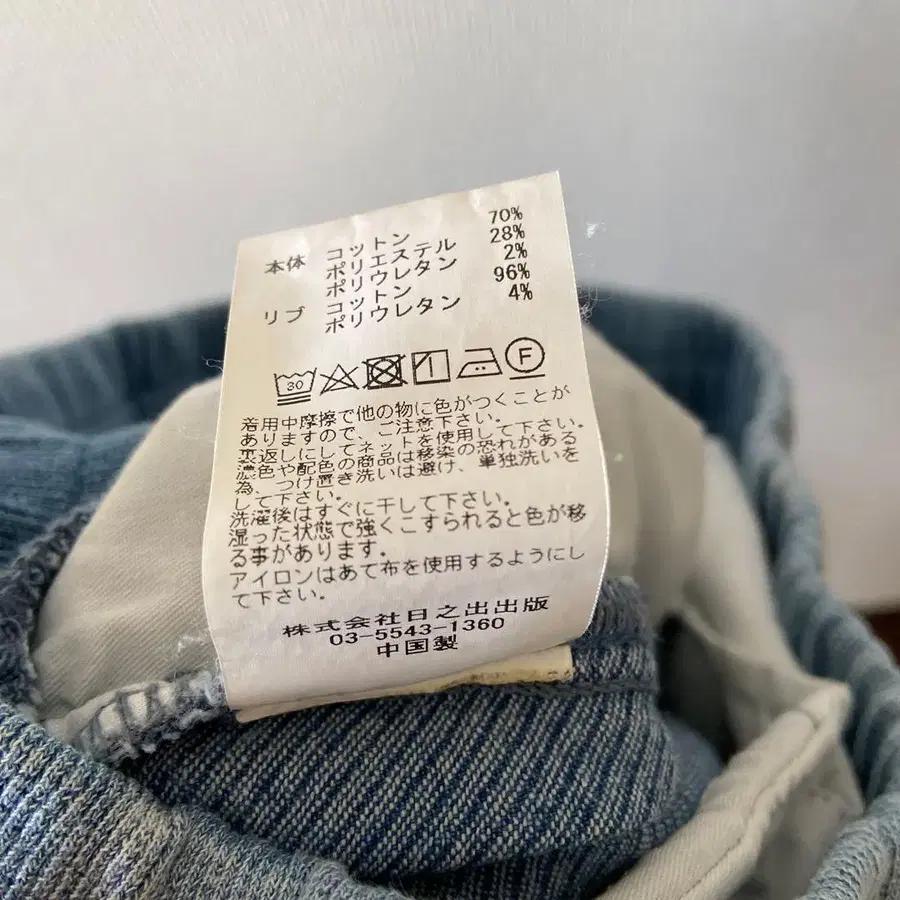 本体 コットン 70%
ポリエステル 28%
ポリウレタン 2%
リブ コットン 96%
ポリウレタン 4%
30 F
着用中摩擦で他の物に色がつくことが
ありますので、ご注意下さい。
裏返しにしてネットを使用して下さい。
濃色や配色の商品は移染の恐れがある
為、つけ置き洗いは避け、単独洗いを
して下さい。
洗濯後はすぐに干して下さい。
湿った状態で強くこすられると色が移
る事があります。
アイロンはあて布を使用するようにし
て下さい。
株式会社日之出出版
03-5543-1360
中国製